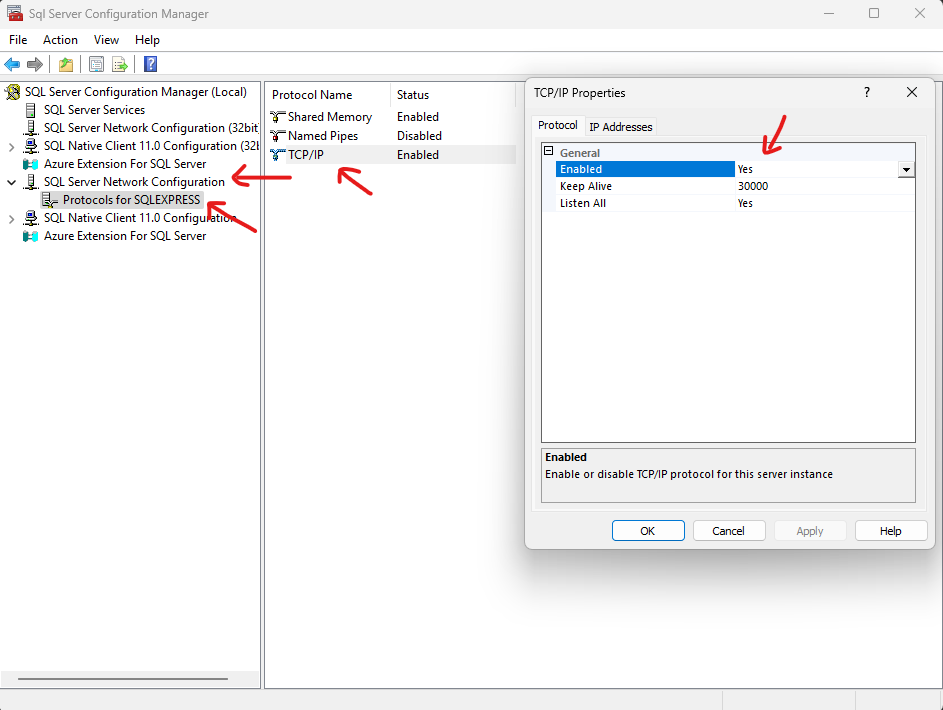 Sql Server Configuration Manager
File Action View Help
SQL Server Configuration Manager (Local)
SQL Server Services
SQL Server Network Configuration (32bit
SQL Native Client 11.0 Configuration (32b
Azure Extension For SQL Server
SQL Server Network Configuration
Protocols for SQLEXPRESS
SQL Native Client 11.0 Configuration
Azure Extension For SQL Server
Protocol Name Status
Shared Memory Enabled
Named Pipes Disabled
TCP/IP Enabled
TCP/IP Properties ?
Protocol IP Addresses
General
Enabled Yes
Keep Alive 30000
Listen All Yes
Enabled
Enable or disable TCP/IP protocol for this server instance
OK Cancel Apply Help